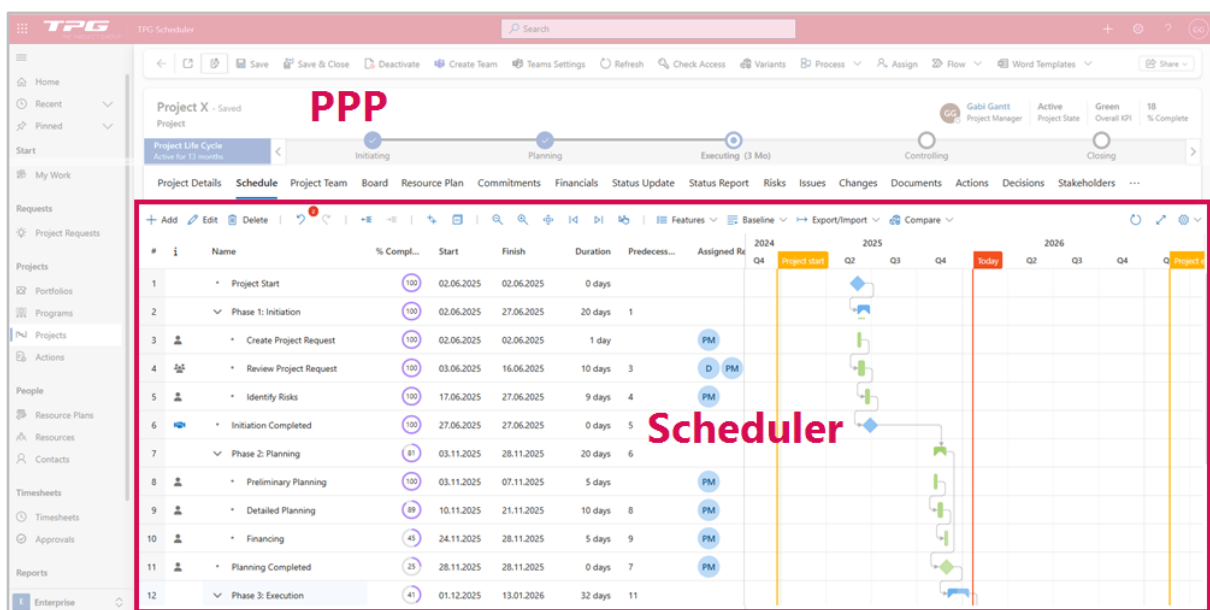 TPG
THE PROJECT GROUP
TPG Scheduler
Search
GG
Home
Recent
Pinned
Start
My Work
Requests
Project Requests
Projects
Portfolios
Programs
Projects
Actions
People
Resource Plans
Resources
Contacts
Timesheets
Timesheets
Approvals
Reports
E Enterprise
Save Save & Close Deactivate Create Team Teams Settings Refresh Check Access Variants Process Assign Flow Word Templates Share
Project X - Saved
Project
PPP
GG Gabi Gantt Active Green 18
Project Manager Project State Overall KPI % Complete
Project Life Cycle
Active for 13 months
Initiating Planning Executing (3 Mo) Controlling Closing
Project Details Schedule Project Team Board Resource Plan Commitments Financials Status Update Status Report Risks Issues Changes Documents Actions Decisions Stakeholders ...
Add Edit Delete 2 Features Baseline Export/Import Compare
# i Name % Compl... Start Finish Duration Predecess... Assigned Re
2024 2025 2026
Q4 Project start Q2 Q3 Q4 Today Q2 Q3 Q4 Q Project e
1 Project Start 100 02.06.2025 02.06.2025 0 days
2 Phase 1: Initiation 100 02.06.2025 27.06.2025 20 days 1
3 Create Project Request 100 02.06.2025 02.06.2025 1 day PM
4 Review Project Request 100 03.06.2025 16.06.2025 10 days 3 D PM
5 Identify Risks 100 17.06.2025 27.06.2025 9 days 4 PM
6 Initiation Completed 100 27.06.2025 27.06.2025 0 days 5
Scheduler
7 Phase 2: Planning 81 03.11.2025 28.11.2025 20 days 6
8 Preliminary Planning 100 03.11.2025 07.11.2025 5 days PM
9 Detailed Planning 89 10.11.2025 21.11.2025 10 days 8 PM
10 Financing 45 24.11.2025 28.11.2025 5 days 9 PM
11 Planning Completed 25 28.11.2025 28.11.2025 0 days 7 PM
12 Phase 3: Execution 41 01.12.2025 13.01.2026 32 days 11